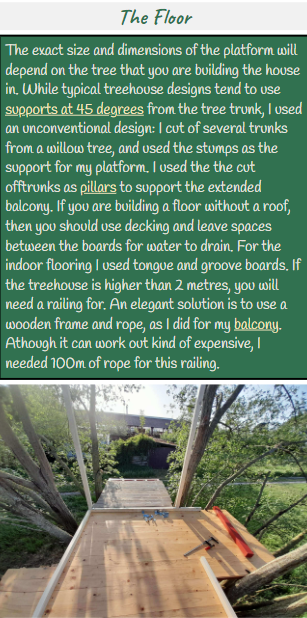 The Floor
The exact size and dimensions of the platform will
depend on the tree that you are building the house
in. While typical treehouse designs tend to use
supports at 45 degrees from the tree trunk, I used
an unconventional design: I cut of several trunks
from a willow tree, and used the stumps as the
support for my platform. I used the the cut
offtrunks as pillars to support the extended
balcony. If you are building a floor without a roof,
then you should use decking and leave spaces
between the boards for water to drain. For the
indoor flooring I used tongue and groove boards. If
the treehouse is higher than 2 metres, you will
need a railing for. An elegant solution is to use a
wooden frame and rope, as I did for my balcony.
Athough it can work out kind of expensive, I
needed 100m of rope for this railing.